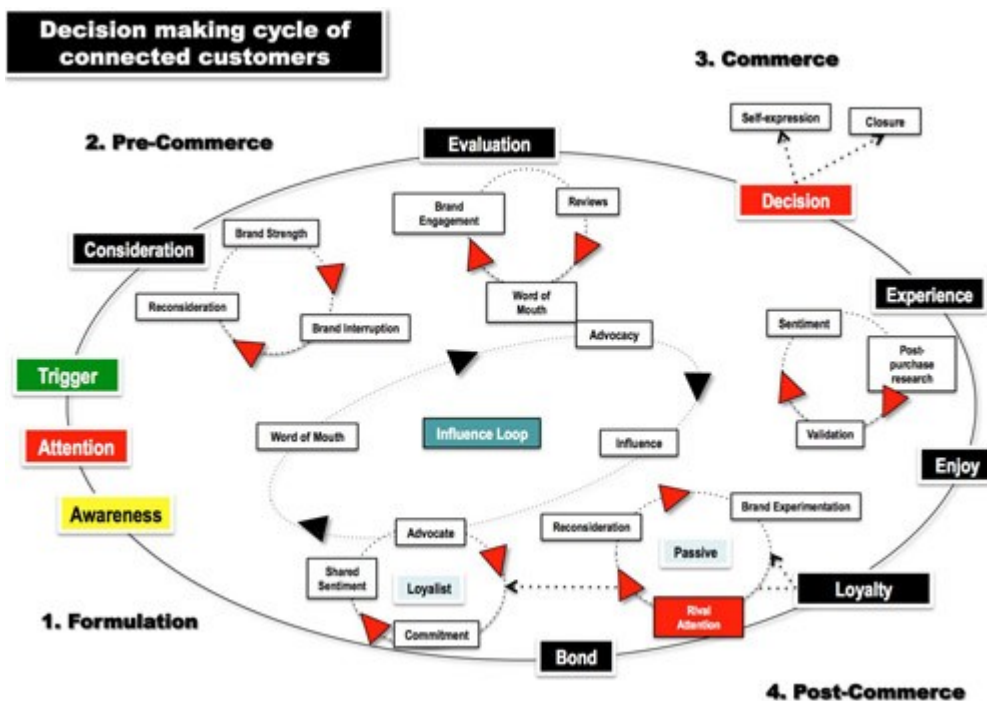 Decision making cycle of
connected customers
3. Commerce
Self-expression
Closure
2. Pre-Commerce
Evaluation
Decision
Brand
Engagement
Reviews
Consideration
Brand Strength
Experience
Reconsideration
Brand Interruption
Word of
Mouth
Advocacy
Sentiment
Post-
purchase
research
Trigger
Attention
Word of Mouth
Influence Loop
Influence
Validation
Enjoy
Awareness
Advocate
Reconsideration
Brand Experimentation
Passive
Shared
Sentiment
Loyalist
Loyalty
Rival
Attention
1. Formulation
Commitment
Bond
4. Post-Commerce